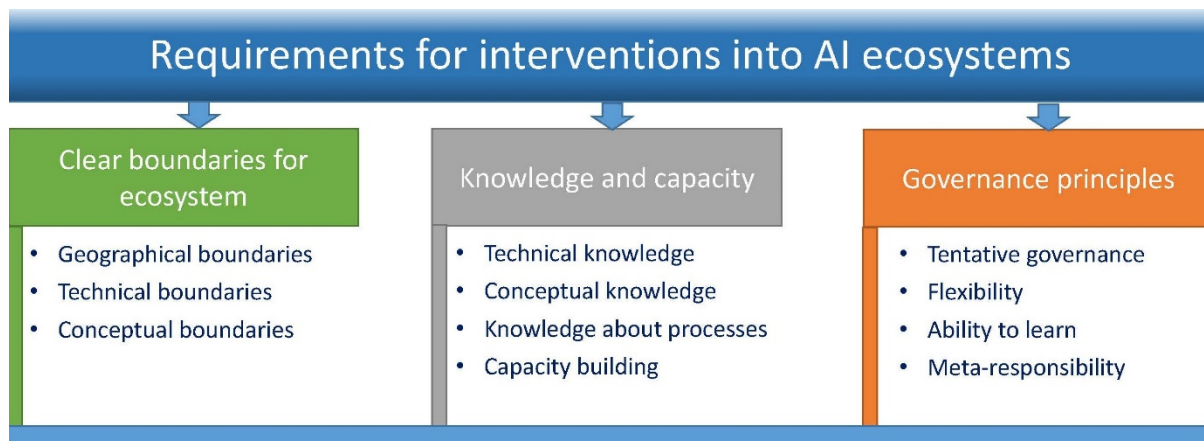 Requirements for interventions into AI ecosystems
Clear boundaries for
ecosystem
• Geographical boundaries
• Technical boundaries
• Conceptual boundaries
Knowledge and capacity
• Technical knowledge
• Conceptual knowledge
• Knowledge about processes
• Capacity building
Governance principles
• Tentative governance
• Flexibility
• Ability to learn
• Meta-responsibility